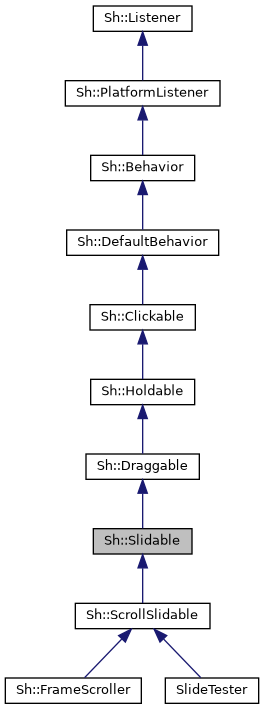 Sh::Listener
Sh::PlatformListener
Sh::Behavior
Sh::DefaultBehavior
Sh::Clickable
Sh::Holdable
Sh::Draggable
Sh::Slidable
Sh::ScrollSlidable
Sh::FrameScroller
SlideTester